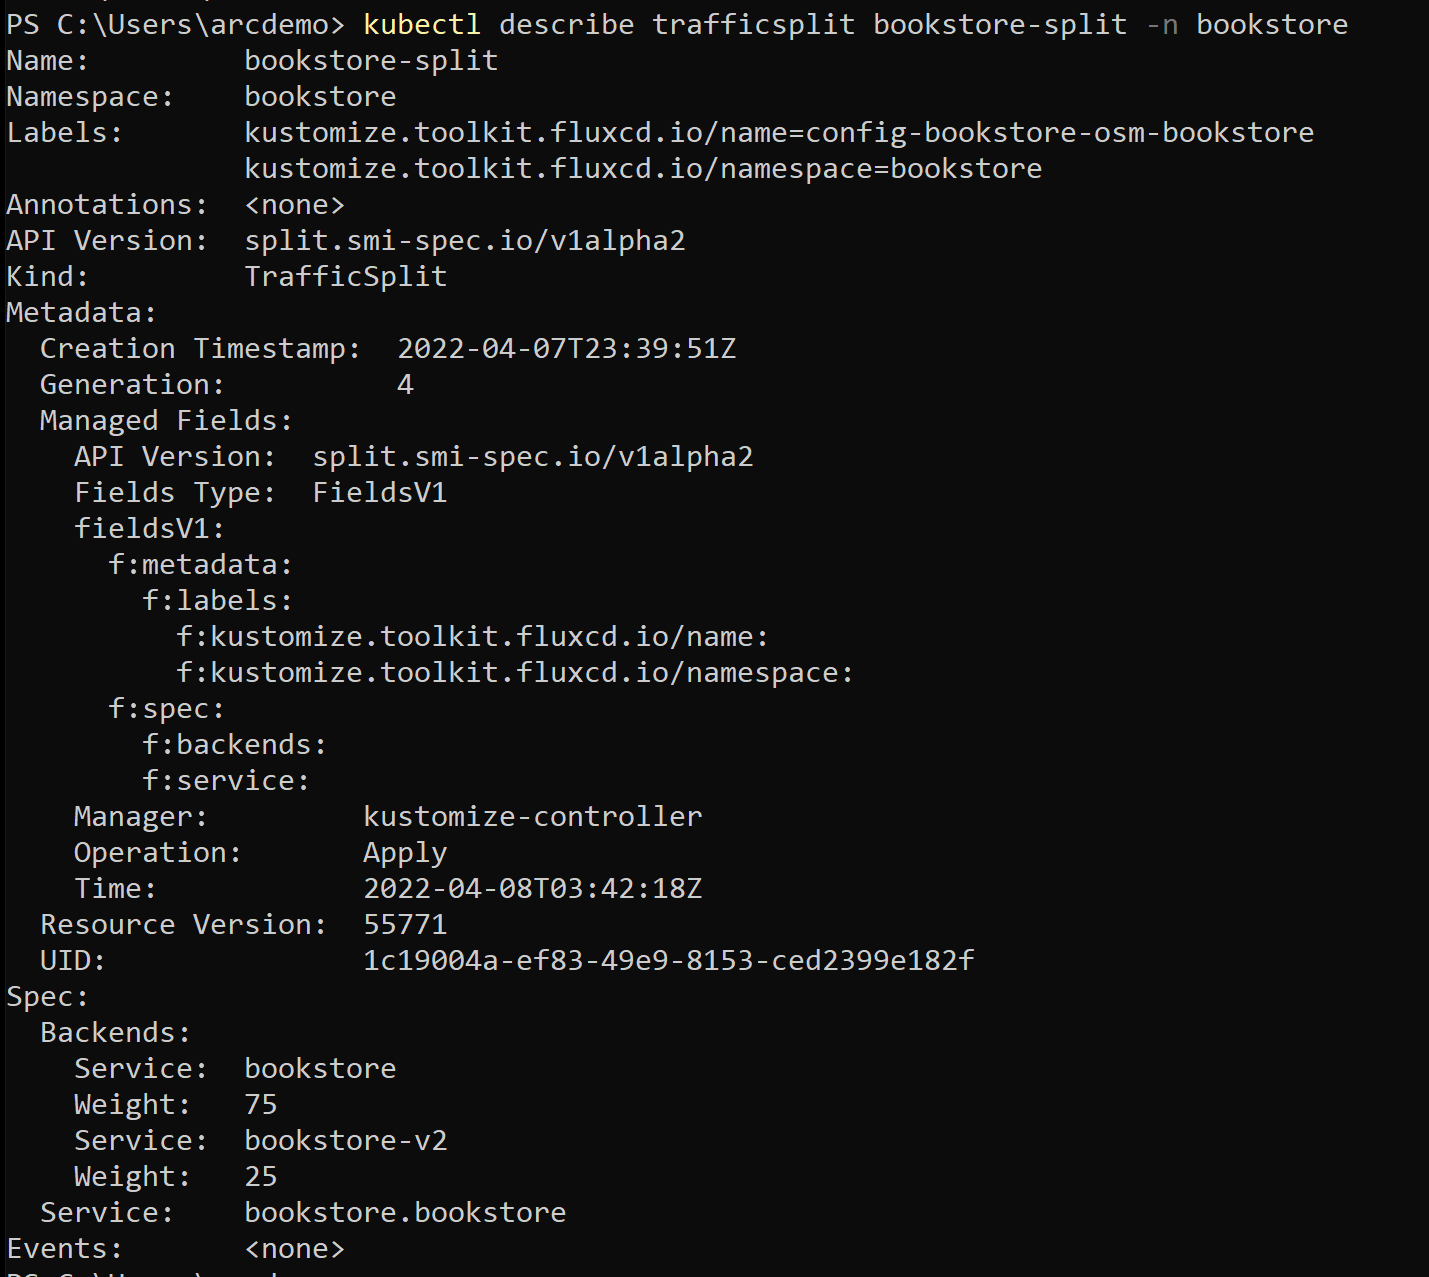 PS C:\Users\arcdemo> kubectl describe trafficsplit bookstore-split -n bookstore
Name:         bookstore-split
Namespace:    bookstore
Labels:       kustomize.toolkit.fluxcd.io/name=config-bookstore-osm-bookstore
              kustomize.toolkit.fluxcd.io/namespace=bookstore
Annotations:  <none>
API Version:  split.smi-spec.io/v1alpha2
Kind:         TrafficSplit
Metadata:
  Creation Timestamp:  2022-04-07T23:39:51Z
  Generation:          4
  Managed Fields:
    API Version:  split.smi-spec.io/v1alpha2
    Fields Type:  FieldsV1
    fieldsV1:
      f:metadata:
        f:labels:
          f:kustomize.toolkit.fluxcd.io/name:
          f:kustomize.toolkit.fluxcd.io/namespace:
      f:spec:
        f:backends:
        f:service:
    Manager:         kustomize-controller
    Operation:       Apply
    Time:            2022-04-08T03:42:18Z
  Resource Version:  55771
  UID:               1c19004a-ef83-49e9-8153-ced2399e182f
Spec:
  Backends:
    Service:  bookstore
    Weight:   75
    Service:  bookstore-v2
    Weight:   25
  Service:    bookstore.bookstore
Events:       <none>